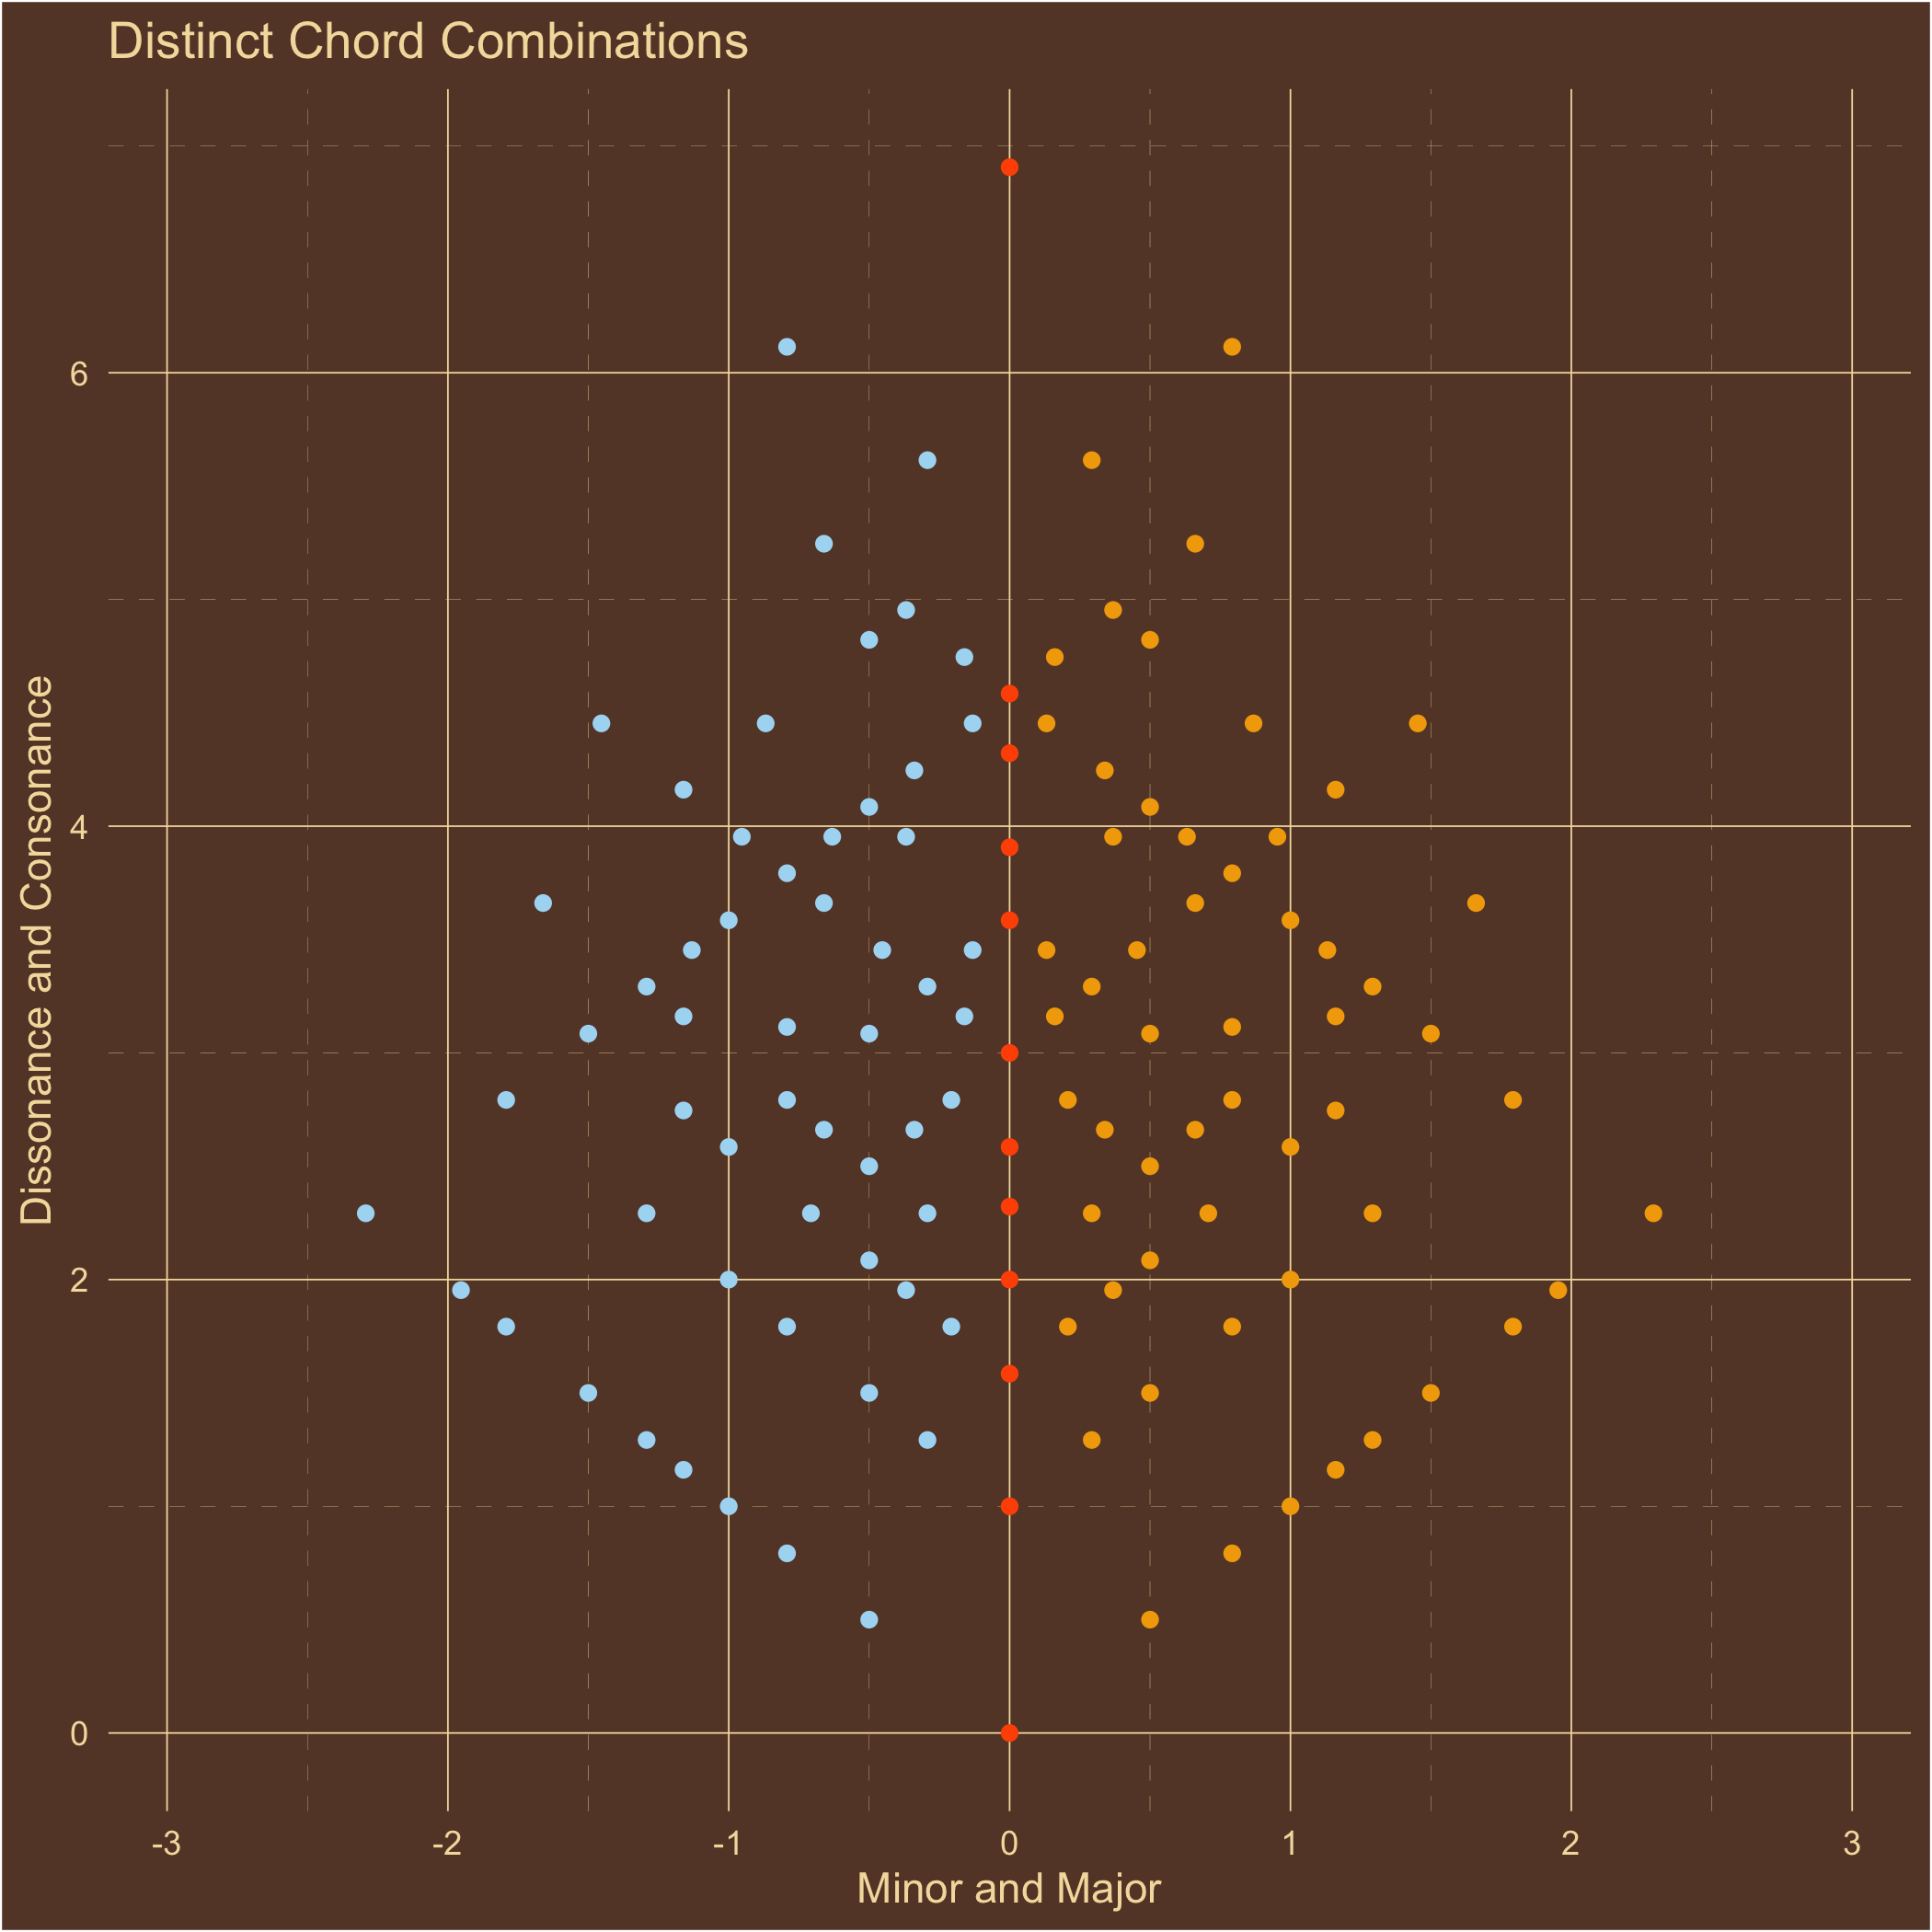 Distinct Chord Combinations
6
4
2
0
Dissonance and Consonance
-3 -2 -1 0 1 2 3
Minor and Major